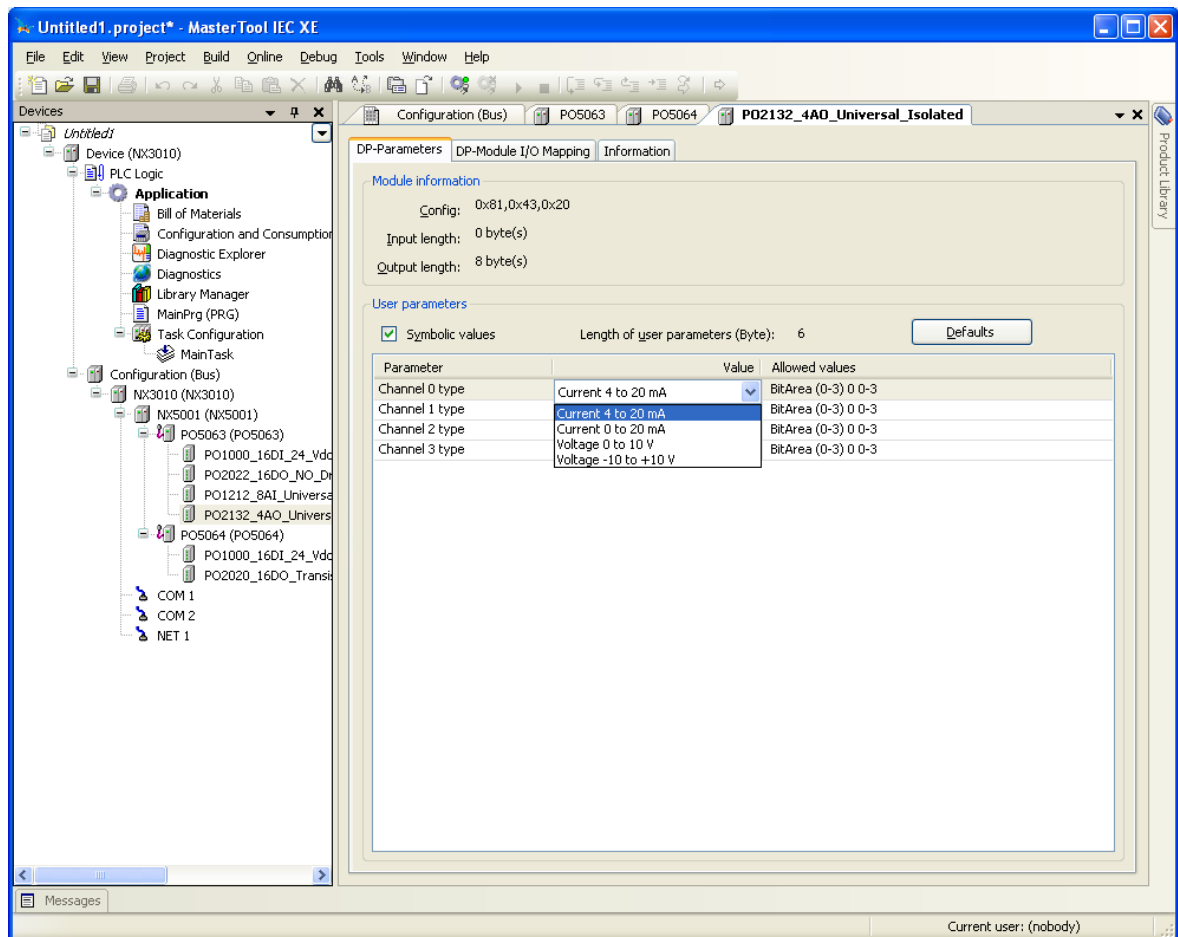 Untitled1.project* - MasterTool IEC XE
File Edit View Project Build Online Debug Tools Window Help
Devices
Untitled1
Device (NX3010)
PLC Logic
Application
Bill of Materials
Configuration and Consumption
Diagnostic Explorer
Diagnostics
Library Manager
MainPrg (PRG)
Task Configuration
MainTask
Configuration (Bus)
NX3010 (NX3010)
NX5001 (NX5001)
PO5063 (PO5063)
PO1000_16DI_24_Vdc
PO2022_16DO_NO_Dr
PO1212_8AI_Universa
PO2132_4AO_Univers
PO5064 (PO5064)
PO1000_16DI_24_Vdc
PO2020_16DO_Transis
COM 1
COM 2
NET 1
Configuration (Bus) PO5063 PO5064 PO2132_4AO_Universal_Isolated
DP-Parameters DP-Module I/O Mapping Information
Module information
Config: 0x81,0x43,0x20
Input length: 0 byte(s)
Output length: 8 byte(s)
User parameters
Symbolic values Length of user parameters (Byte): 6 Defaults
Parameter Value Allowed values
Channel 0 type Current 4 to 20 mA BitArea (0-3) 0 0-3
Channel 1 type BitArea (0-3) 0 0-3
Channel 2 type BitArea (0-3) 0 0-3
Channel 3 type BitArea (0-3) 0 0-3
Current 4 to 20 mA
Current 0 to 20 mA
Voltage 0 to 10 V
Voltage -10 to +10 V
Product Library
Messages
Current user: (nobody)